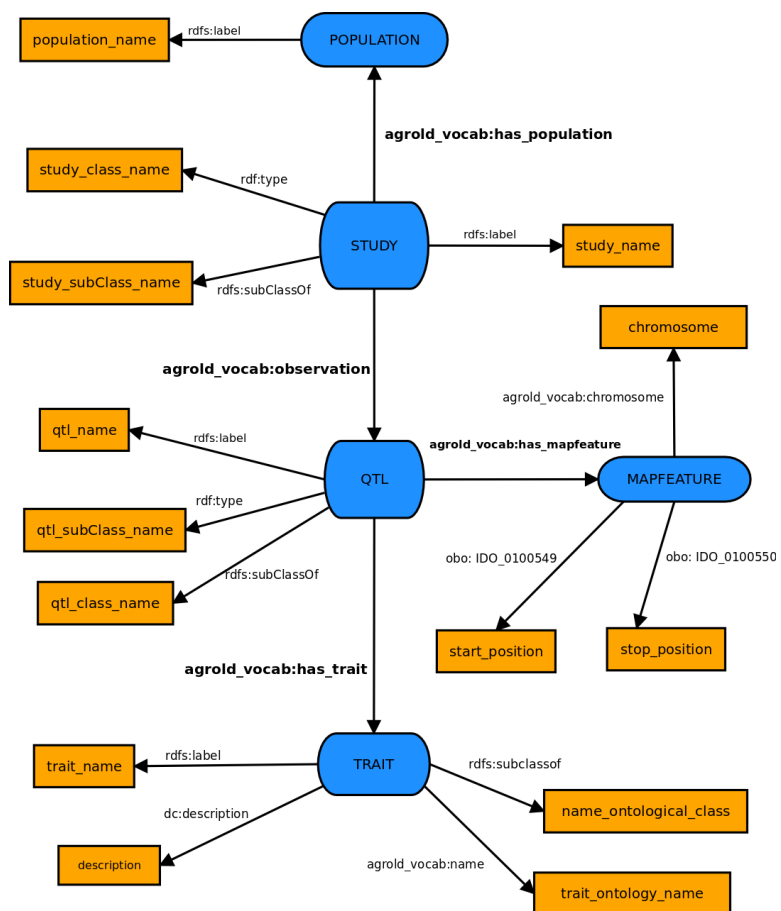 population_name
rdfs:label
POPULATION
agrold_vocab:has_population
study_class_name
rdf:type
STUDY
rdfs:label
study_name
study_subClass_name
rdfs:subClassOf
chromosome
agrold_vocab:observation
agrold_vocab:chromosome
qtl_name
rdfs:label
agrold_vocab:has_mapfeature
QTL
MAPFEATURE
qtl_subClass_name
rdf:type
qtl_class_name
rdfs:subClassOf
obo: IDO_0100549
obo: IDO_0100550
start_position
stop_position
agrold_vocab:has_trait
trait_name
rdfs:label
TRAIT
rdfs:subclassof
name_ontological_class
dc:description
description
agrold_vocab:name
trait_ontology_name